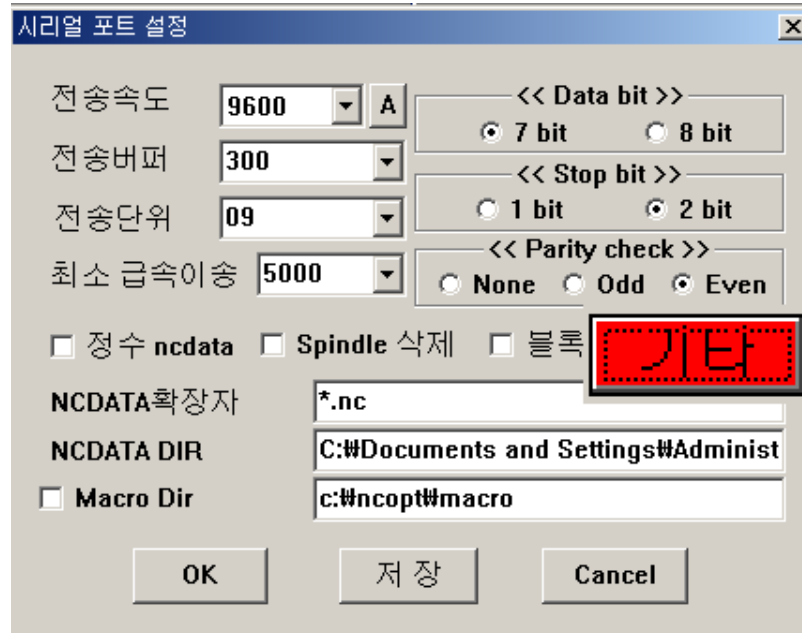 시리얼 포트 설정
전송속도 9600 A
<< Data bit >>
7 bit 8 bit
전송버퍼 300
<< Stop bit >>
1 bit 2 bit
전송단위 09
<< Parity check >>
None Odd Even
최소 급속이송 5000
정수 ncdata Spindle 삭제 블록
기타
NCDATA확장자 *.nc
NCDATA DIR C:₩Documents and Settings₩Administ
Macro Dir c:₩ncopt₩macro
OK 저 장 Cancel